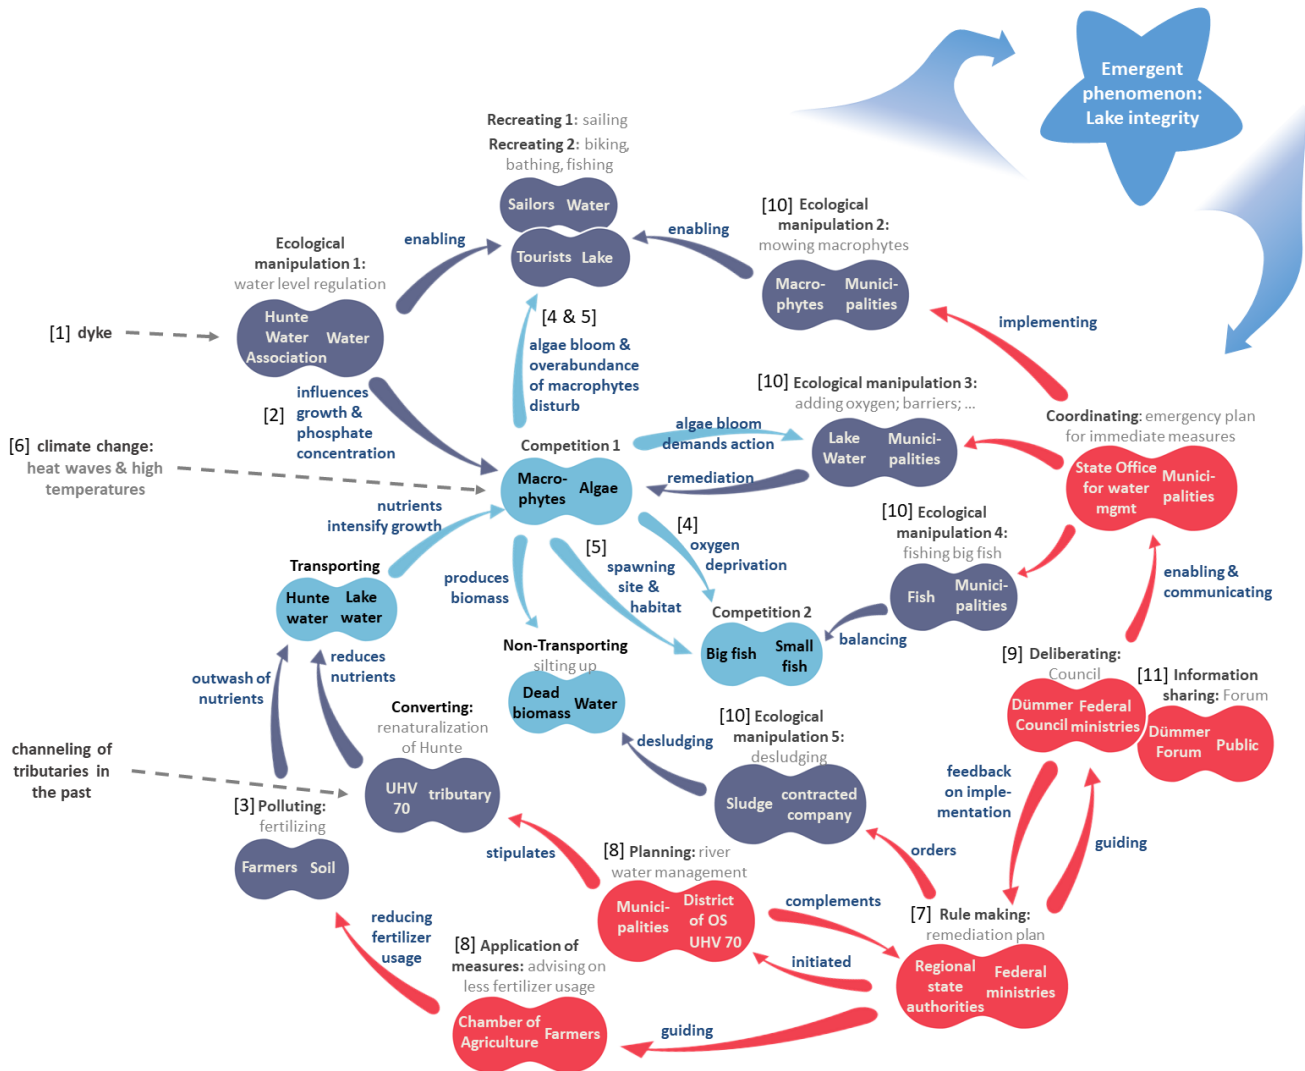 Emergent
phenomenon:
Lake integrity
Recreating 1: sailing
Recreating 2: biking,
bathing, fishing
Sailors Water
Tourists Lake
enabling
enabling
[10] Ecological
manipulation 2:
mowing macrophytes
Macro-
phytes
Munici-
palities
Ecological
manipulation 1:
water level regulation
Hunte
Water
Association
Water
[1] dyke
[4 & 5]
algae bloom &
overabundance
of macrophytes
disturb
implementing
[2]
influences
growth &
phosphate
concentration
[10] Ecological manipulation 3:
adding oxygen; barriers; ...
Lake
Water
Munici-
palities
algae bloom
demands action
remediation
Coordinating: emergency plan
for immediate measures
State Office
for water
mgmt
Munici-
palities
[6] climate change:
heat waves & high
temperatures
Competition 1
Macro-
phytes
Algae
nutrients
intensify growth
[4]
oxygen
deprivation
[5]
spawning
site &
habitat
produces
biomass
[10] Ecological
manipulation 4:
fishing big fish
Fish
Munici-
palities
balancing
enabling &
communicating
Transporting
Hunte
water
Lake
water
Competition 2
Big fish
Small
fish
Non-Transporting
silting up
Dead
biomass
Water
outwash of
nutrients
reduces
nutrients
[9] Deliberating:
Council
Dümmer
Council
Federal
ministries
[11] Information
sharing: Forum
Dümmer
Forum
Public
Converting:
renaturalization
of Hunte
UHV
70
tributary
channeling of
tributaries in
the past
desludging
[10] Ecological
manipulation 5:
desludging
Sludge
contracted
company
feedback
on imple-
mentation
guiding
[3] Polluting:
fertilizing
Farmers Soil
stipulates
[8] Planning: river
water management
Munici-
palities
District
of OS
UHV 70
orders
complements
initiated
[7] Rule making:
remediation plan
Regional
state
authorities
Federal
ministries
reducing
fertilizer
usage
[8] Application of
measures: advising on
less fertilizer usage
Chamber of
Agriculture
Farmers
guiding